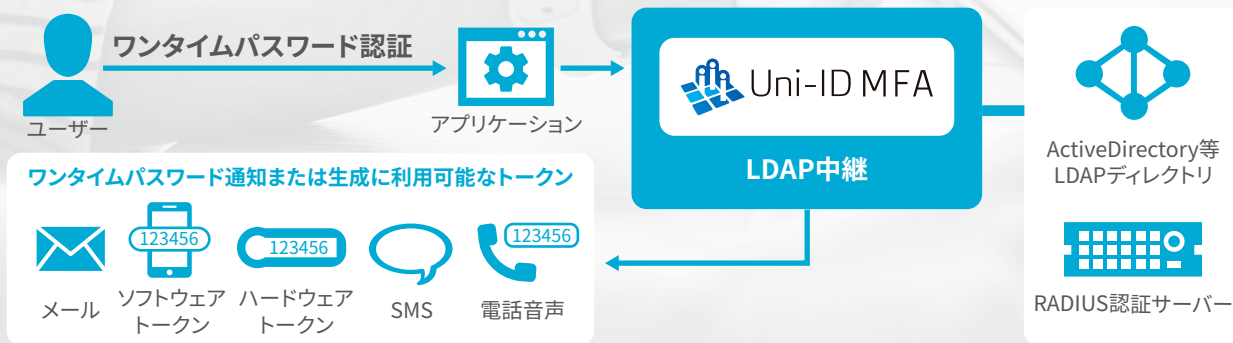 ワンタイムパスワード認証
ユーザー
アプリケーション
Uni-ID MFA
LDAP中継
ActiveDirectory等
LDAPディレクトリ
RADIUS認証サーバー
ワンタイムパスワード通知または生成に利用可能なトークン
123456
123456
123456
メール
ソフトウェア
トークン
ハードウェア
トークン
SMS
電話音声